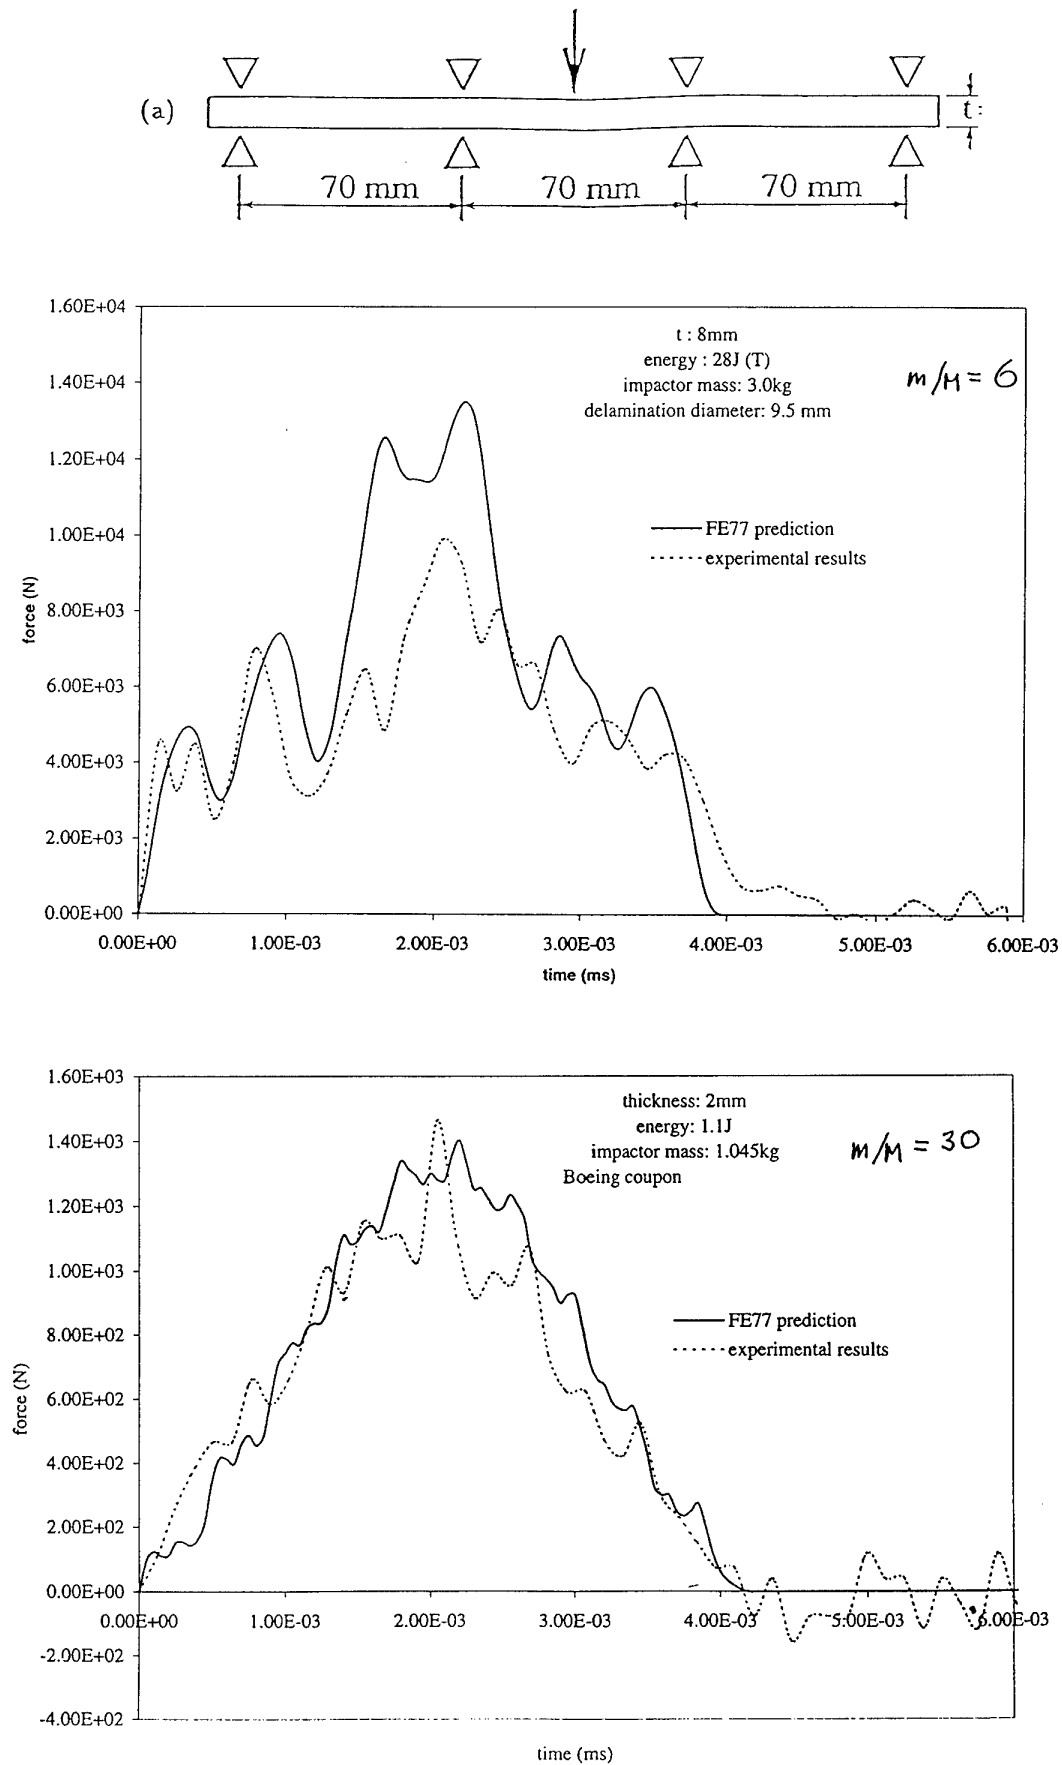 (a)
t:
70 mm 70 mm 70 mm
1.60E+04
1.40E+04
1.20E+04
1.00E+04
8.00E+03
6.00E+03
4.00E+03
2.00E+03
0.00E+00
force (N)
t : 8mm
energy : 28J (T)
impactor mass: 3.0kg
delamination diameter: 9.5 mm
m/M = 6
FE77 prediction
experimental results
0.00E+00 1.00E-03 2.00E-03 3.00E-03 4.00E-03 5.00E-03 6.00E-03
time (ms)
1.60E+03
1.40E+03
1.20E+03
1.00E+03
8.00E+02
6.00E+02
4.00E+02
2.00E+02
0.00E+00
-2.00E+02
-4.00E+02
force (N)
thickness: 2mm
energy: 1.1J
impactor mass: 1.045kg
Boeing coupon
m/M = 30
FE77 prediction
experimental results
0.00E+00 1.00E-03 2.00E-03 3.00E-03 4.00E-03 5.00E-03 6.00E-03
time (ms)